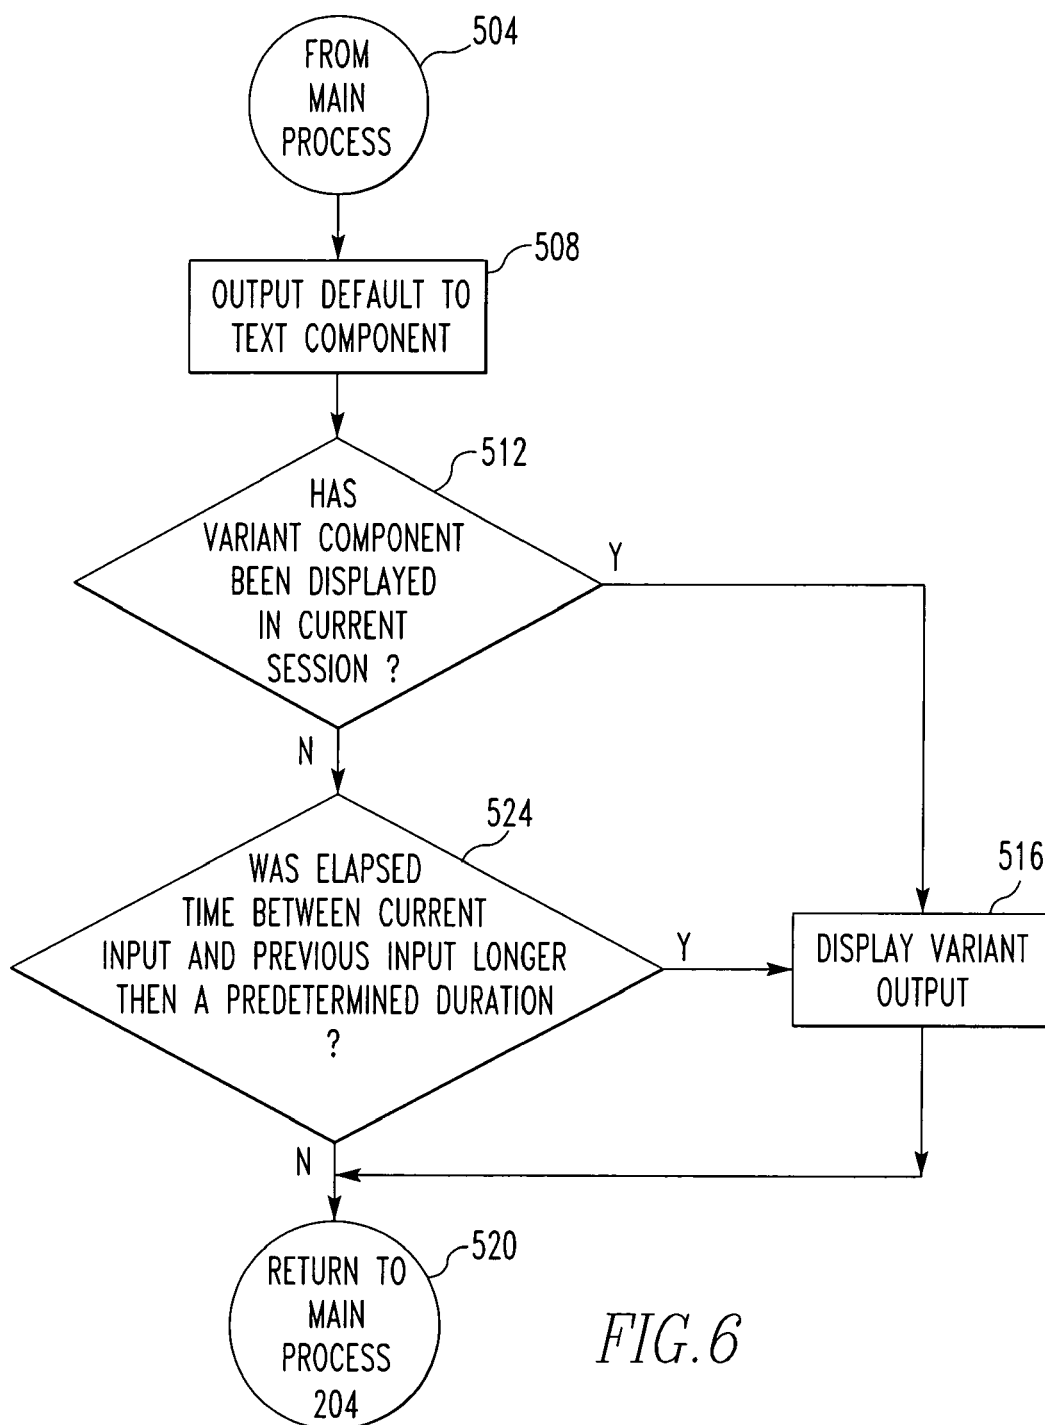 FROM
MAIN
PROCESS
504
OUTPUT DEFAULT TO
TEXT COMPONENT
508
HAS
VARIANT COMPONENT
BEEN DISPLAYED
IN CURRENT
SESSION ?
512
Y
N
WAS ELAPSED
TIME BETWEEN CURRENT
INPUT AND PREVIOUS INPUT LONGER
THEN A PREDETERMINED DURATION
?
524
Y
N
DISPLAY VARIANT
OUTPUT
516
RETURN TO
MAIN
PROCESS
204
520
FIG.6